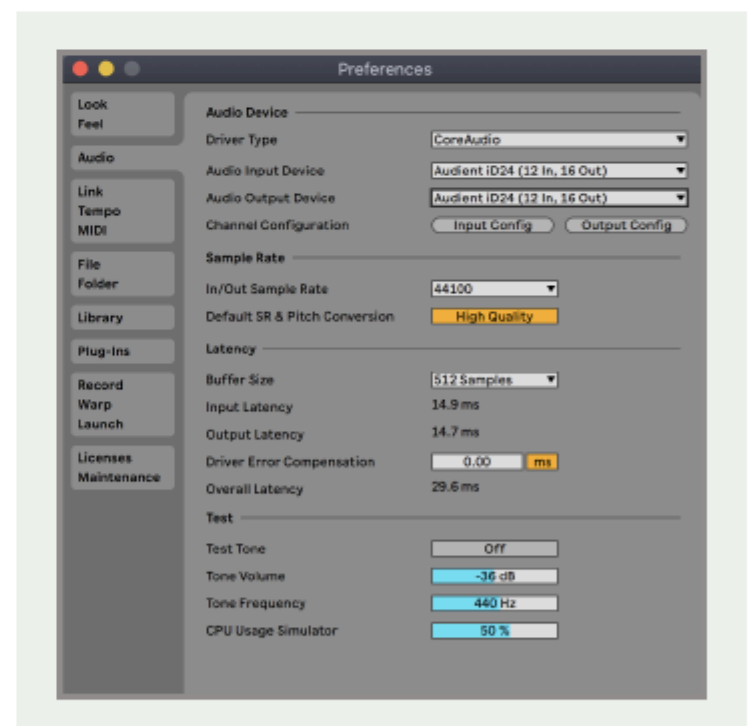 Preferences
Look
Feel
Audio
Link
Tempo
MIDI
File
Folder
Library
Plug-Ins
Record
Warp
Launch
Licenses
Maintenance
Audio Device
Driver Type CoreAudio
Audio Input Device Audient iD24 (12 In, 16 Out)
Audio Output Device Audient iD24 (12 In, 16 Out)
Channel Configuration Input Config Output Config
Sample Rate
In/Out Sample Rate 44100
Default SR & Pitch Conversion High Quality
Latency
Buffer Size 512 Samples
Input Latency 14.9 ms
Output Latency 14.7 ms
Driver Error Compensation 0.00 ms
Overall Latency 29.6 ms
Test
Test Tone Off
Tone Volume -36 dB
Tone Frequency 440 Hz
CPU Usage Simulator 50 %